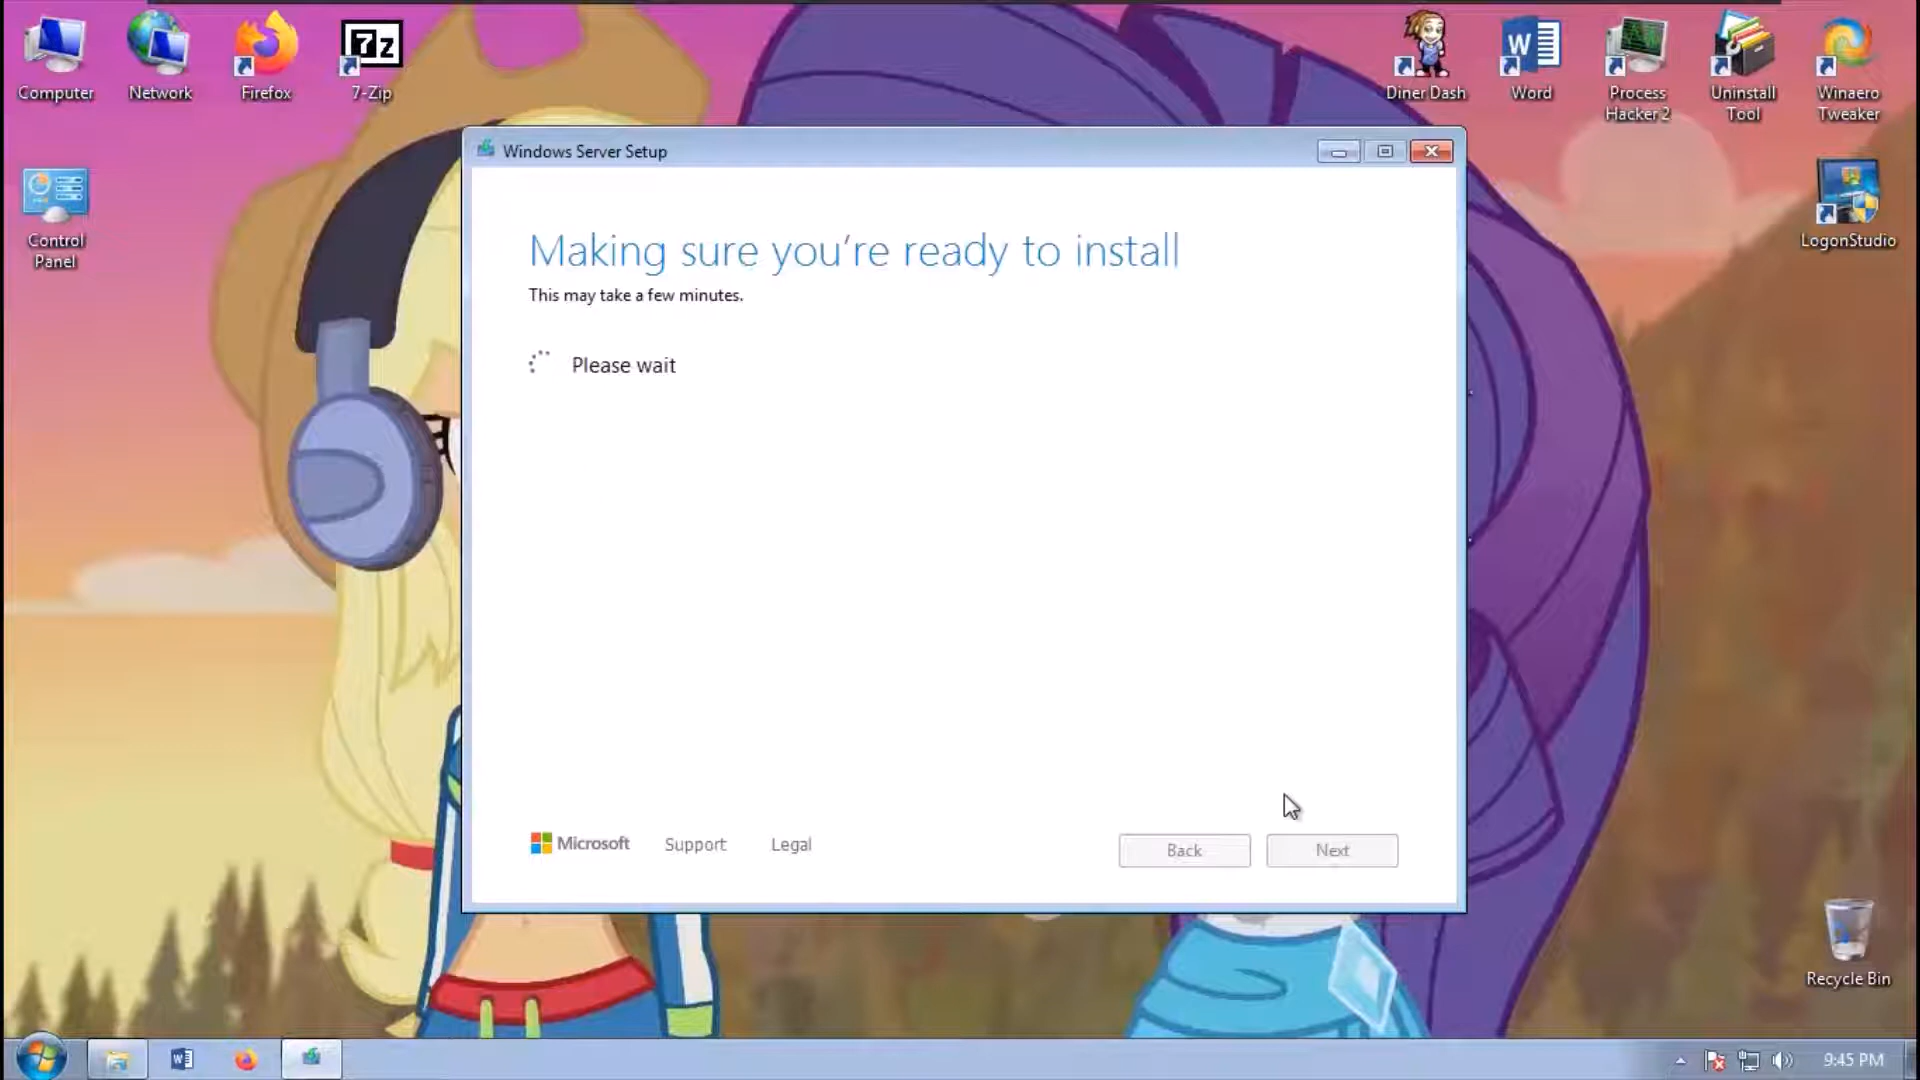 Computer
Network
Firefox
7z
7-Zip
Diner Dash
W
Word
Process
Hacker 2
Uninstall
Tool
Winaero
Tweaker
Control
Panel
LogonStudio
Windows Server Setup
Making sure you're ready to install
This may take a few minutes.
Please wait
Microsoft
Support
Legal
Back
Next
Recycle Bin
W
9:45 PM